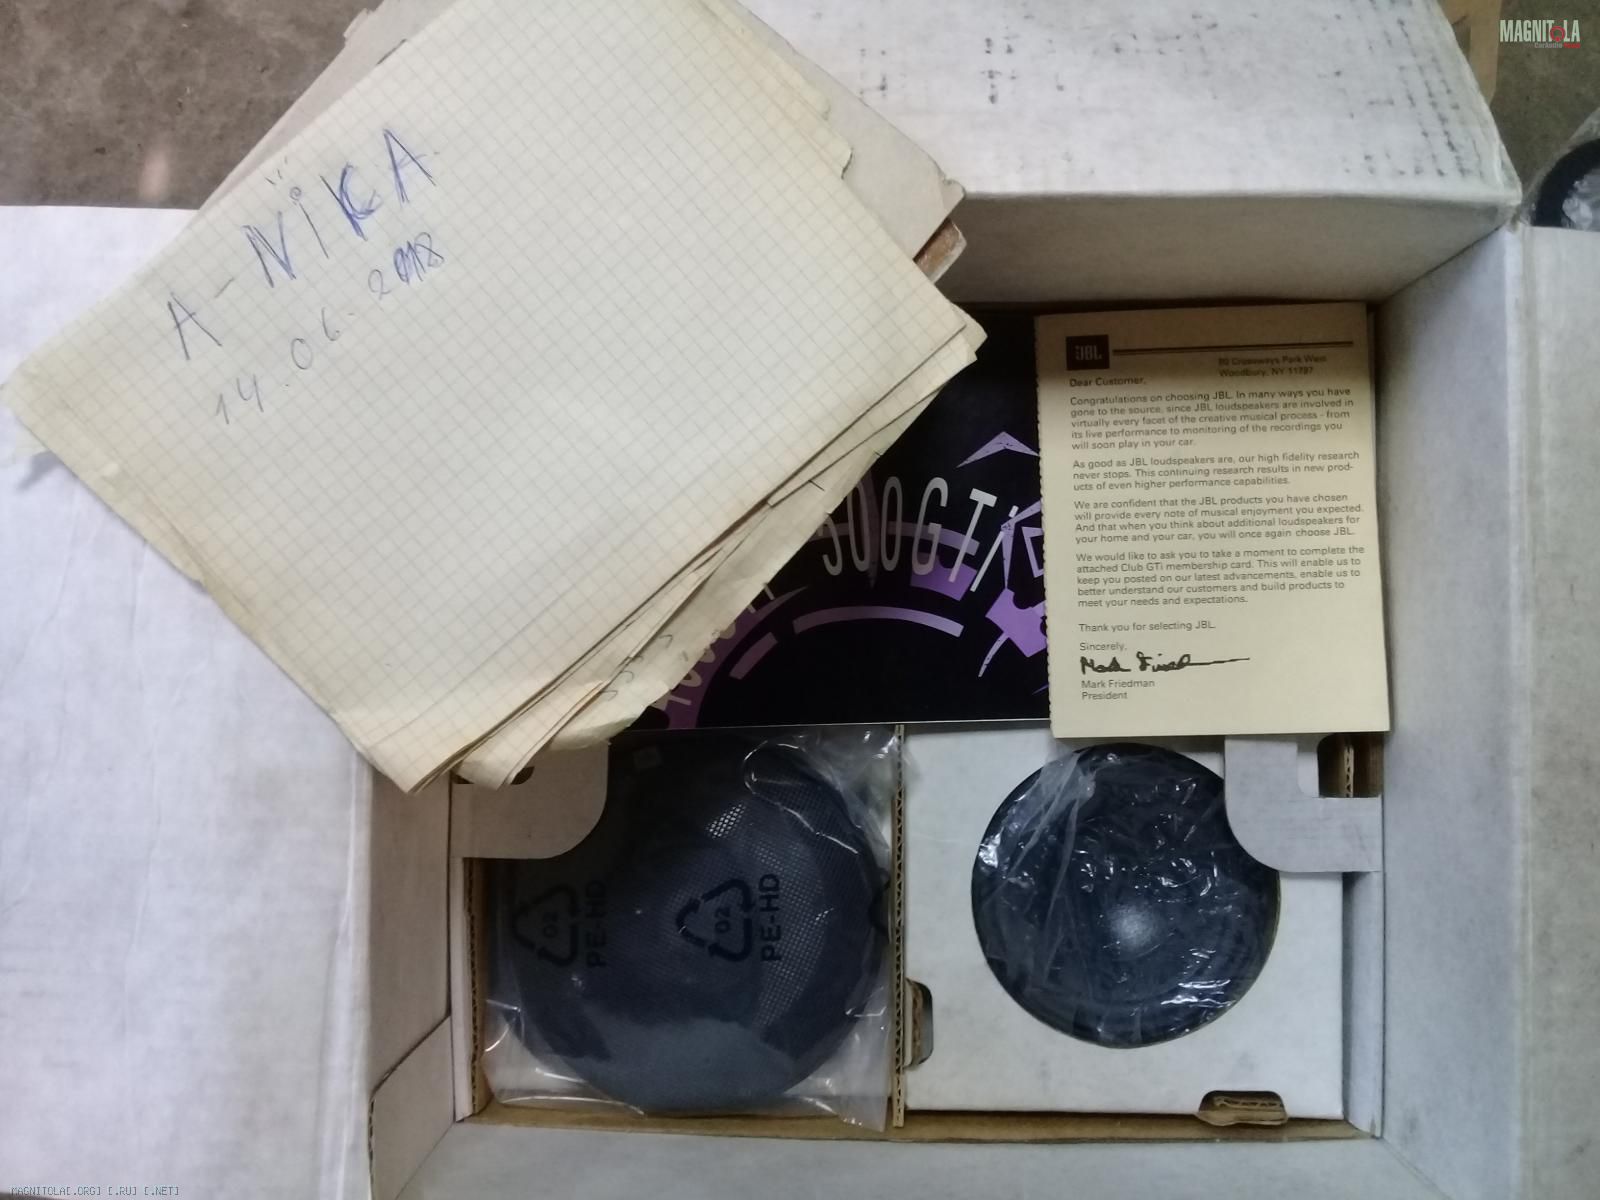 MAGNITOLA
CarAudio
A-NiKA
14.06.2018
500GTi
JBL
80 Crossways Park West
Woodbury, NY 11797
Dear Customer,
Congratulations on choosing JBL. In many ways you have
gone to the source, since JBL loudspeakers are involved in
virtually every facet of the creative musical process - from
its live performance to monitoring of the recordings you
will soon play in your car.
As good as JBL loudspeakers are, our high fidelity research
never stops. This continuing research results in new prod-
ucts of even higher performance capabilities.
We are confident that the JBL products you have chosen
will provide every note of musical enjoyment you expected.
And that when you think about additional loudspeakers for
your home and your car, you will once again choose JBL.
We would like to ask you to take a moment to complete the
attached Club GTi membership card. This will enable us to
keep you posted on our latest advancements, enable us to
better understand our customers and build products to
meet your needs and expectations.
Thank you for selecting JBL.
Sincerely,
Mark Friedman
President
02
PE-HD
02
PE-HD
MAGNITOLA[.ORG] [.RU] [.NET]